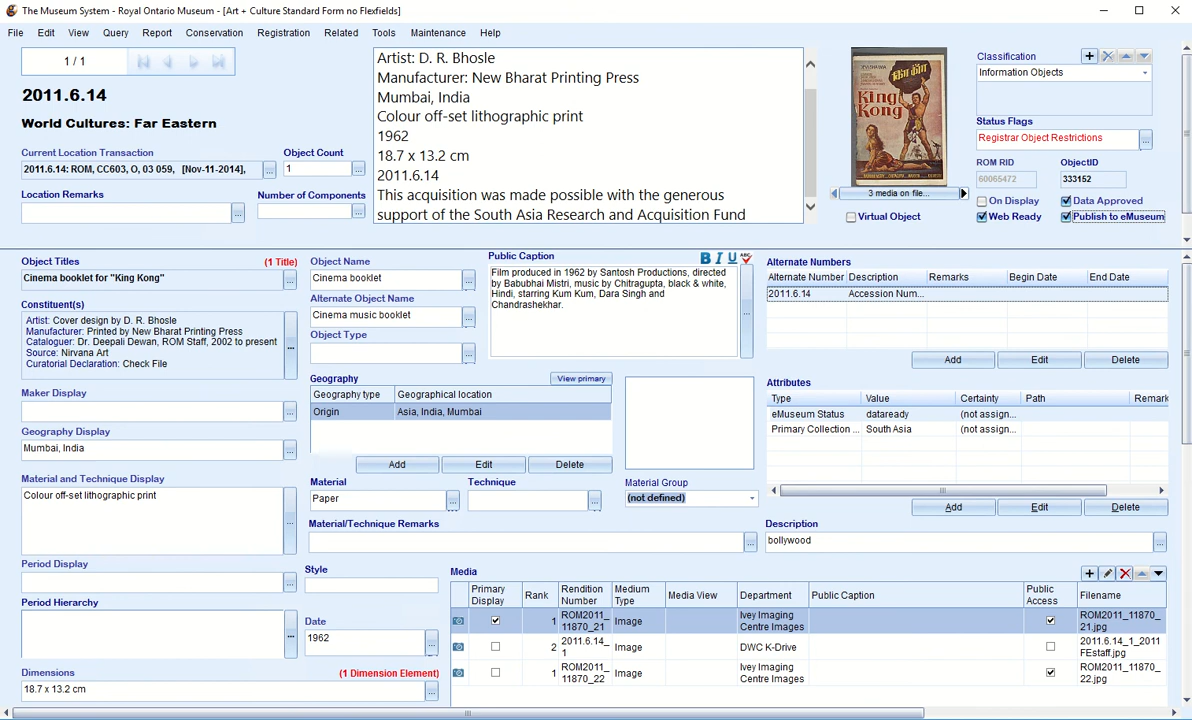 The Museum System - Royal Ontario Museum - [Art + Culture Standard Form no Flexfields]
File Edit View Query Report Conservation Registration Related Tools Maintenance Help
1 / 1
2011.6.14
World Cultures: Far Eastern
Current Location Transaction
2011.6.14: ROM, CC603, O, 03 059, [Nov-11-2014],
Object Count
1
Location Remarks
Number of Components
Artist: D. R. Bhosle
Manufacturer: New Bharat Printing Press
Mumbai, India
Colour off-set lithographic print
1962
18.7 x 13.2 cm
2011.6.14
This acquisition was made possible with the generous
support of the South Asia Research and Acquisition Fund
King
Kong
3 media on file...
Virtual Object
Classification
Information Objects
Status Flags
Registrar Object Restrictions
ROM RID
60065472
ObjectID
333152
On Display
Data Approved
Web Ready
Publish to eMuseum
Object Titles
(1 Title)
Cinema booklet for "King Kong"
Constituent(s)
Artist: Cover design by D. R. Bhosle
Manufacturer: Printed by New Bharat Printing Press
Cataloguer: Dr. Deepali Dewan, ROM Staff, 2002 to present
Source: Nirvana Art
Curatorial Declaration: Check File
Maker Display
Geography Display
Mumbai, India
Material and Technique Display
Colour off-set lithographic print
Period Display
Period Hierarchy
Dimensions
(1 Dimension Element)
18.7 x 13.2 cm
Object Name
Cinema booklet
Alternate Object Name
Cinema music booklet
Object Type
Public Caption
B I U ABC
Film produced in 1962 by Santosh Productions, directed
by Babubhai Mistri, music by Chitragupta, black & white,
Hindi, starring Kum Kum, Dara Singh and
Chandrashekhar.
Geography
View primary
Geography type Geographical location
Origin Asia, India, Mumbai
Add Edit Delete
Material
Paper
Technique
Material Group
(not defined)
Material/Technique Remarks
Style
Date
1962
Alternate Numbers
Alternate Number Description Remarks Begin Date End Date
2011.6.14 Accession Num...
Add Edit Delete
Attributes
Type Value Certainty Path Remark
eMuseum Status dataready (not assign...
Primary Collection ... South Asia (not assign...
Add Edit Delete
Description
bollywood
Media
Primary Display Rank Rendition Number Medium Type Media View Department Public Caption Public Access Filename
1 ROM2011_11870_21 Image Ivey Imaging Centre Images ROM2011_11870_21.jpg
2 2011.6.14_1 Image DWC K-Drive 2011.6.14_1_2011FEstaff.jpg
1 ROM2011_11870_22 Image Ivey Imaging Centre Images ROM2011_11870_22.jpg